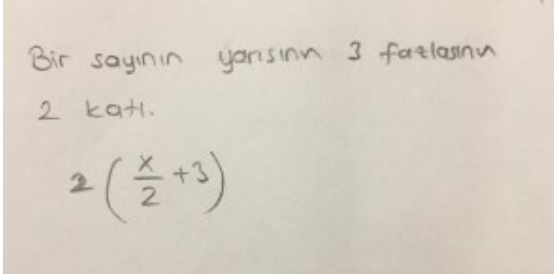 Bir sayının yarısının 3 fazlasının
2 katı.
2 ( x/2 + 3 )